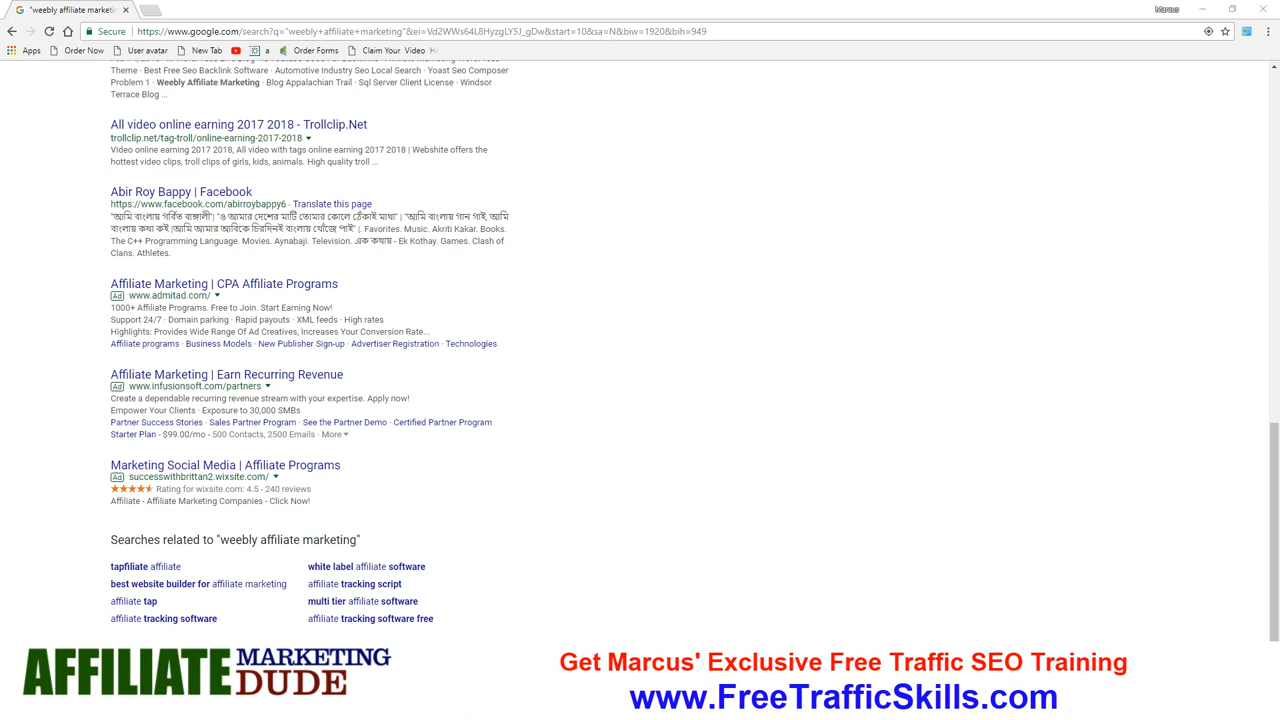 "weebly affiliate marketi
Marcus
Secure
https://www.google.com/search?q="weebly+affiliate+marketing"&ei=Vd2WWs64L8HyzgLY5J_gDw&start=10&sa=N&biw=1920&bih=949
Apps
Order Now
User avatar
New Tab
a
Order Forms
Claim Your Video
Theme · Best Free Seo Backlink Software · Automotive Industry Seo Local Search · Yoast Seo Composer
Problem 1 · Weebly Affiliate Marketing · Blog Appalachian Trail · Sql Server Client License · Windsor
Terrace Blog ...
All video online earning 2017 2018 - Trollclip.Net
trollclip.net/tag-troll/online-earning-2017-2018
Video online earning 2017 2018, All video with tags online earning 2017 2018 | Webshite offers the
hottest video clips, troll clips of girls, kids, animals. High quality troll ...
Abir Roy Bappy | Facebook
https://www.facebook.com/abirroybappy6 - Translate this page
"আমি বাংলায় গর্বিত বাঙ্গালী"| "ও আমার দেশের মাটি তোমার কোলে ঠেকাই মাথা" | "আমি বাংলায় গান গাই, আমি
বাংলায় কথা কই |আমি আমার আমিকে চিরদিনই বাংলায় খোঁজে পাই" |. Favorites. Music. Akriti Kakar. Books.
The C++ Programming Language. Movies. Aynabaji. Television. এক কথায় - Ek Kothay. Games. Clash of
Clans. Athletes.
Affiliate Marketing | CPA Affiliate Programs
Ad www.admitad.com/
1000+ Affiliate Programs. Free to Join. Start Earning Now!
Support 24/7 · Domain parking · Rapid payouts · XML feeds · High rates
Highlights: Provides Wide Range Of Ad Creatives, Increases Your Conversion Rate...
Affiliate programs · Business Models · New Publisher Sign-up · Advertiser Registration · Technologies
Affiliate Marketing | Earn Recurring Revenue
Ad www.infusionsoft.com/partners
Create a dependable recurring revenue stream with your expertise. Apply now!
Empower Your Clients · Exposure to 30,000 SMBs
Partner Success Stories · Sales Partner Program · See the Partner Demo · Certified Partner Program
Starter Plan - $99.00/mo - 500 Contacts, 2500 Emails · More
Marketing Social Media | Affiliate Programs
Ad successwithbrittan2.wixsite.com/
Rating for wixsite.com: 4.5 - 240 reviews
Affiliate - Affiliate Marketing Companies - Click Now!
Searches related to "weebly affiliate marketing"
tapfiliate affiliate
white label affiliate software
best website builder for affiliate marketing
affiliate tracking script
affiliate tap
multi tier affiliate software
affiliate tracking software
affiliate tracking software free
AFFILIATE MARKETING DUDE
Get Marcus' Exclusive Free Traffic SEO Training
www.FreeTrafficSkills.com